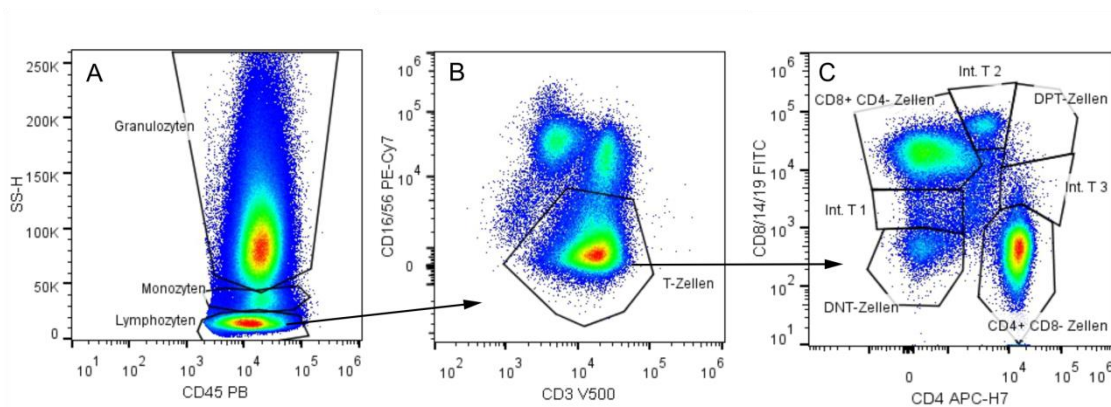 A
250K
200K
150K
100K
50K
0
SS-H
Granulozyten
Monozyten
Lymphozyten
10^1 10^2 10^3 10^4 10^5 10^6
CD45 PB
B
10^6
10^5
10^4
0
CD16/56 PE-Cy7
T-Zellen
10^3 10^4 10^5 10^6
CD3 V500
C
10^6
10^5
10^4
10^3
10^2
10^1
CD8/14/19 FITC
Int. T 2
CD8+ CD4- Zellen
DPT-Zellen
Int. T 1
Int. T 3
DNT-Zellen
CD4+ CD8- Zellen
0 10^4 10^5 10^6
CD4 APC-H7